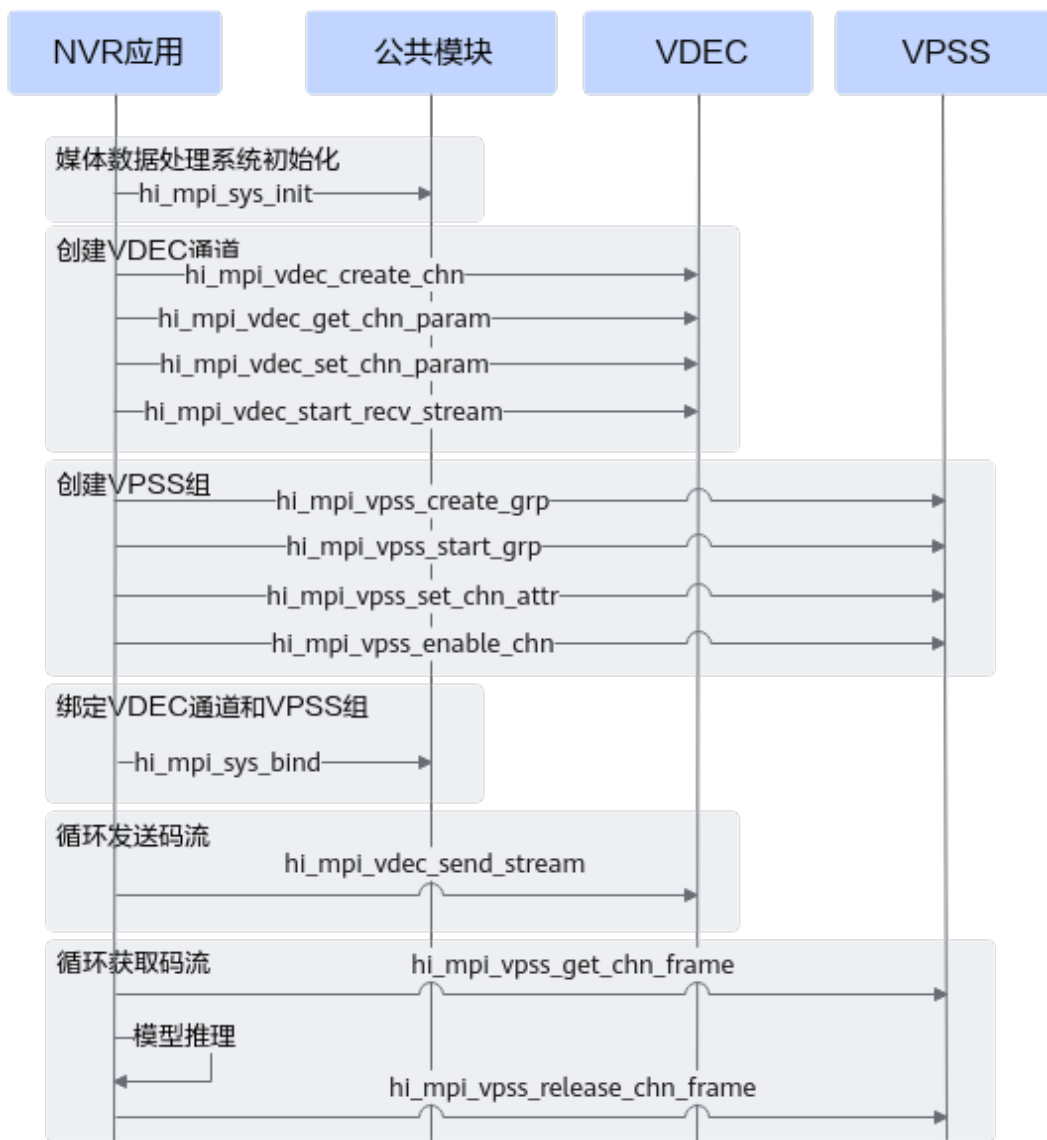 NVR应用
公共模块
VDEC
VPSS
媒体数据处理系统初始化
hi_mpi_sys_init
创建VDEC通道
hi_mpi_vdec_create_chn
hi_mpi_vdec_get_chn_param
hi_mpi_vdec_set_chn_param
hi_mpi_vdec_start_recv_stream
创建VPSS组
hi_mpi_vpss_create_grp
hi_mpi_vpss_start_grp
hi_mpi_vpss_set_chn_attr
hi_mpi_vpss_enable_chn
绑定VDEC通道和VPSS组
hi_mpi_sys_bind
循环发送码流
hi_mpi_vdec_send_stream
循环获取码流
hi_mpi_vpss_get_chn_frame
模型推理
hi_mpi_vpss_release_chn_frame